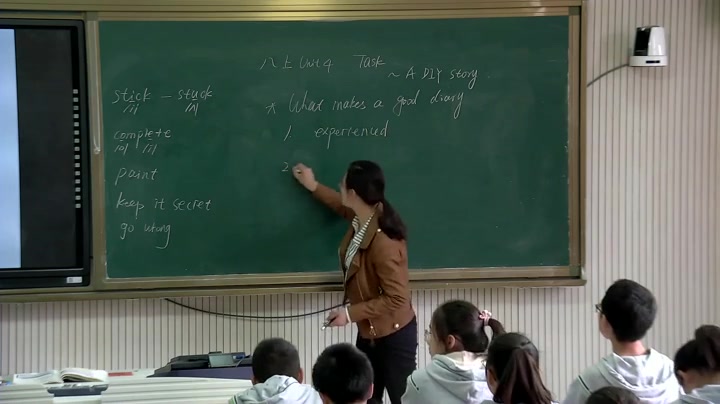 八上 Unit 4 Task
~ A DIY story
stick — stuck
/ɪ/ /ʌ/
complete
/ə/ /iː/
paint
keep it secret
go wrong
* What makes a good diary
1. experienced
2